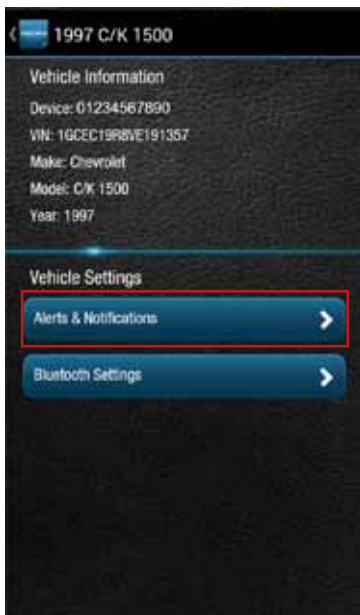 1997 C/K 1500
Vehicle Information
Device: 01234567890
VIN: 1GCEC19R8VE191357
Make: Chevrolet
Model: C/K 1500
Year: 1997
Vehicle Settings
Alerts & Notifications
Bluetooth Settings